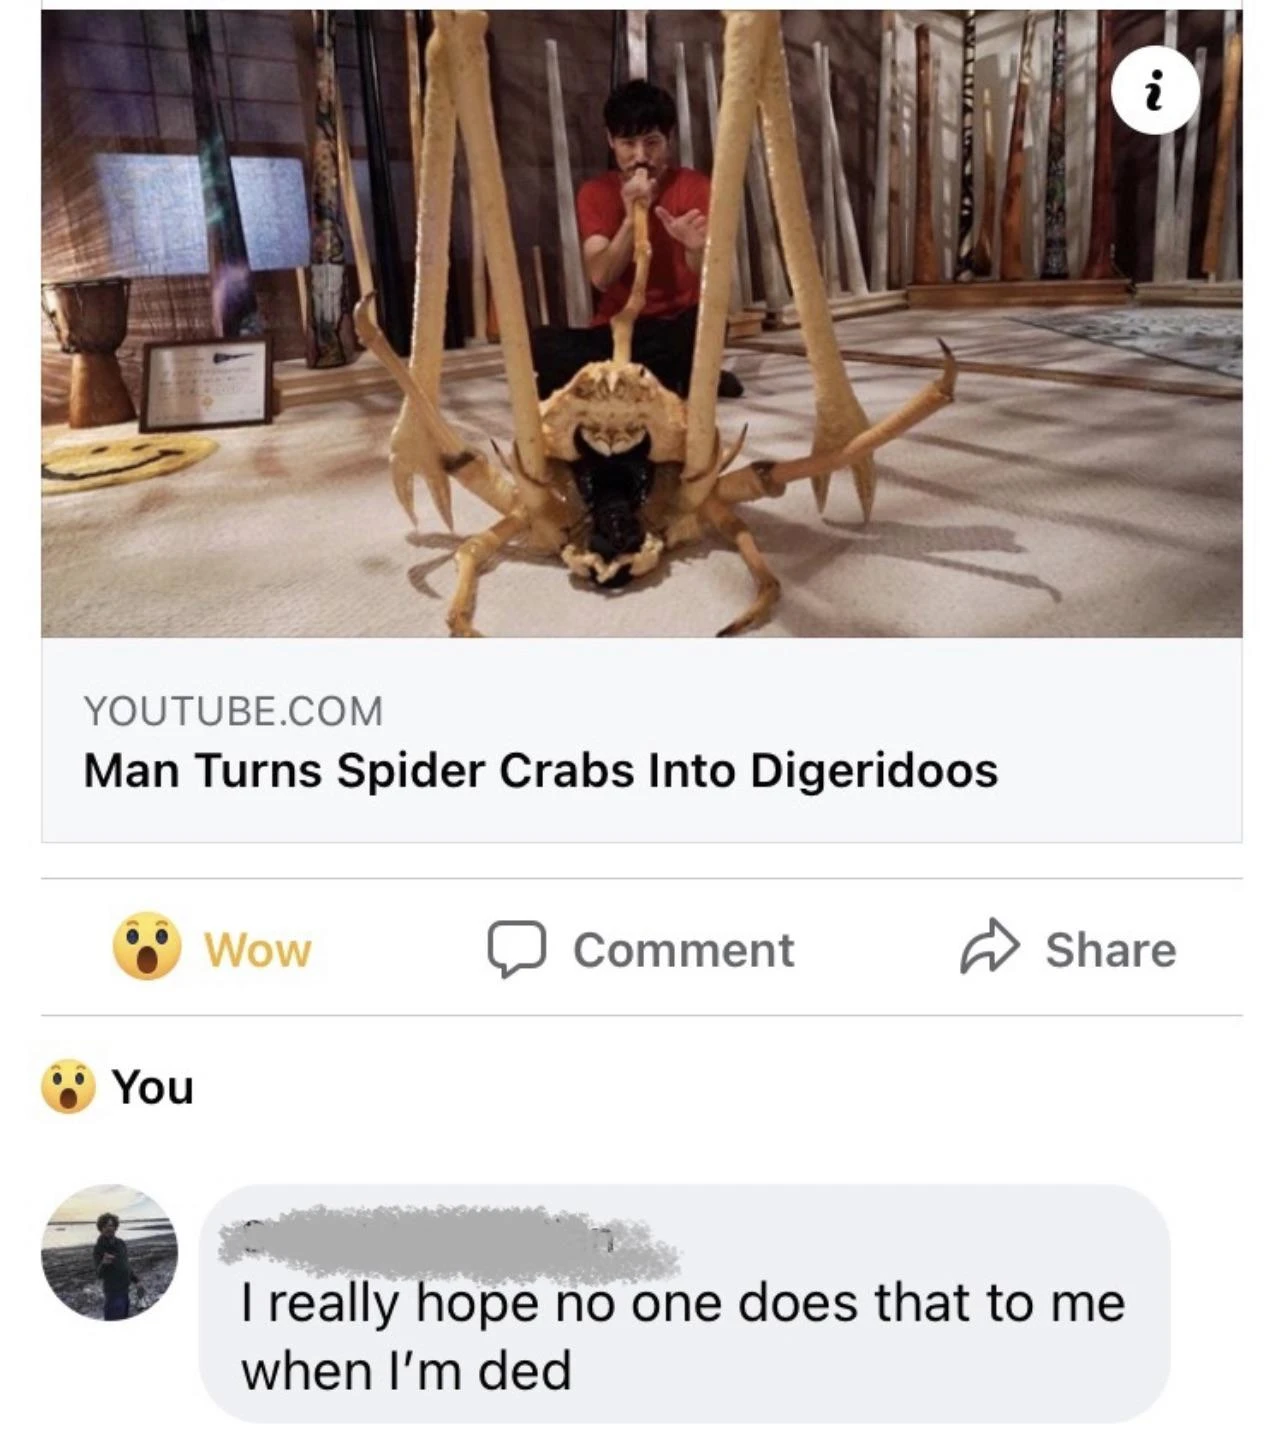 YOUTUBE.COM
Man Turns Spider Crabs Into Digeridoos
Wow
Comment
Share
You
I really hope no one does that to me
when I’m ded